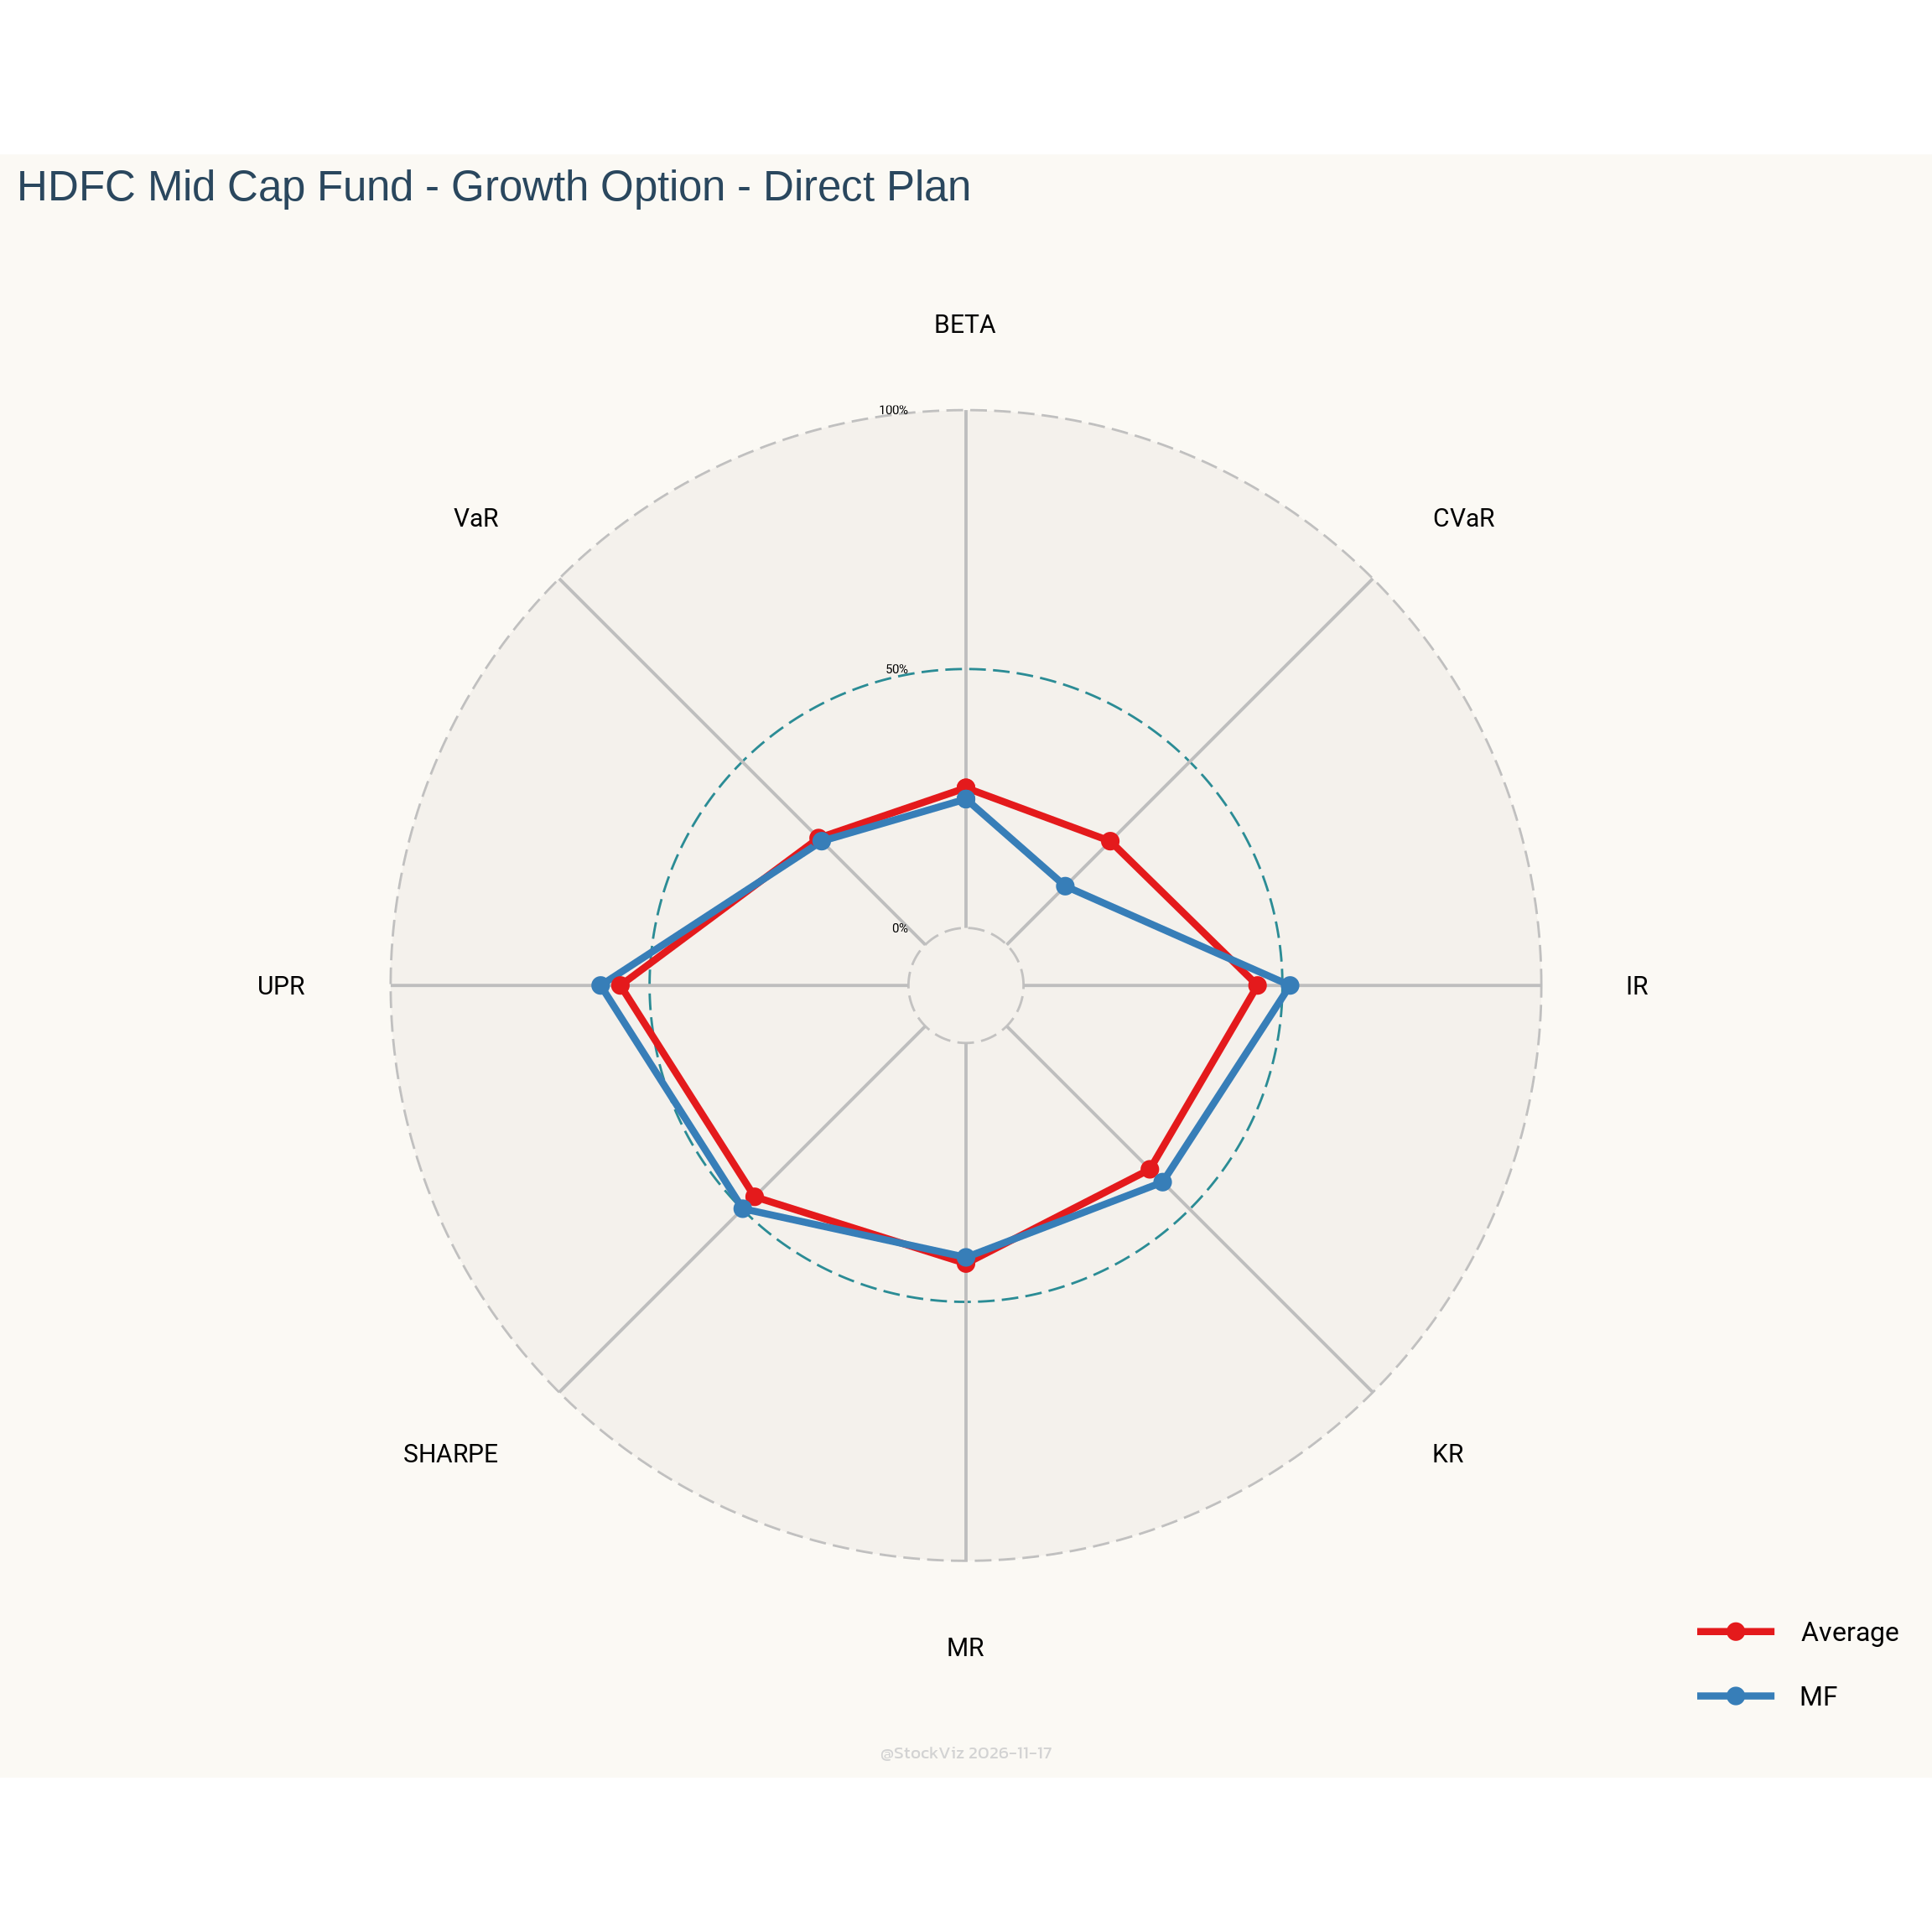 HDFC Mid Cap Fund - Growth Option - Direct Plan
BETA
100%
VaR
CVaR
50%
0%
UPR
IR
SHARPE
KR
MR
Average
MF
@StockViz 2026-11-17